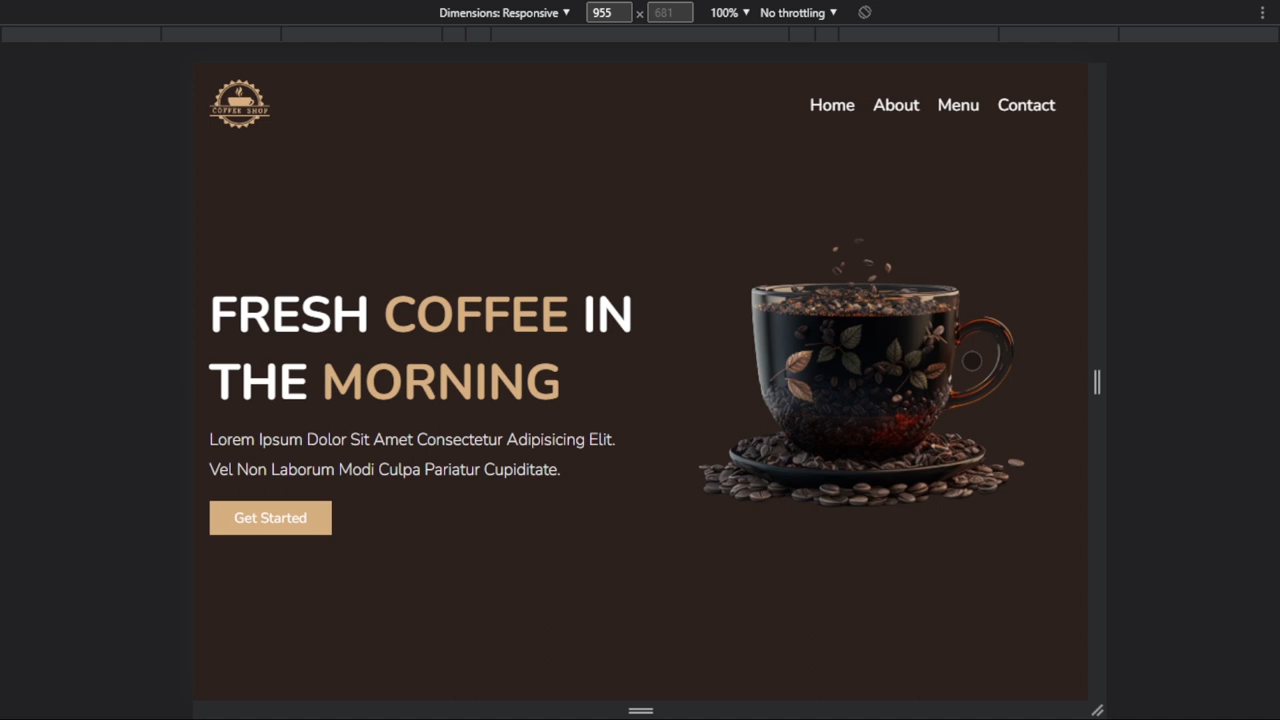 Dimensions: Responsive ▼ 955 × 681 100% ▼ No throttling ▼
COFFEE SHOP
Home About Menu Contact
FRESH COFFEE IN
THE MORNING
Lorem Ipsum Dolor Sit Amet Consectetur Adipisicing Elit.
Vel Non Laborum Modi Culpa Pariatur Cupiditate.
Get Started